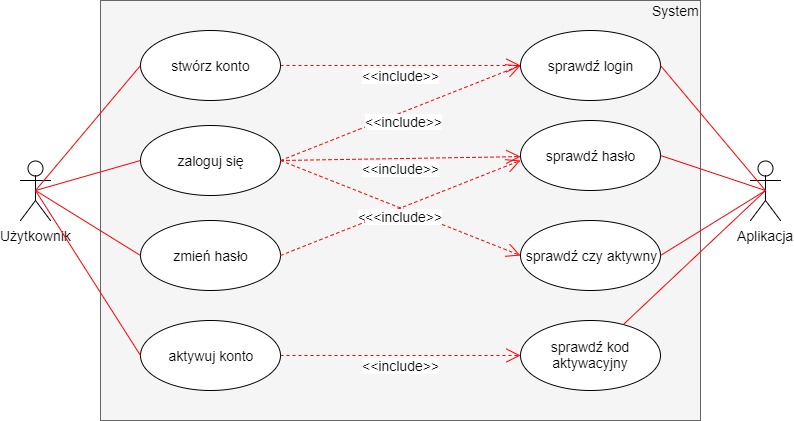 System
stwórz konto
sprawdź login
<<include>>
<<include>>
zaloguj się
sprawdź hasło
<<include>>
<<include>>
Użytkownik
Aplikacja
zmień hasło
sprawdź czy aktywny
aktywuj konto
sprawdź kod
aktywacyjny
<<include>>